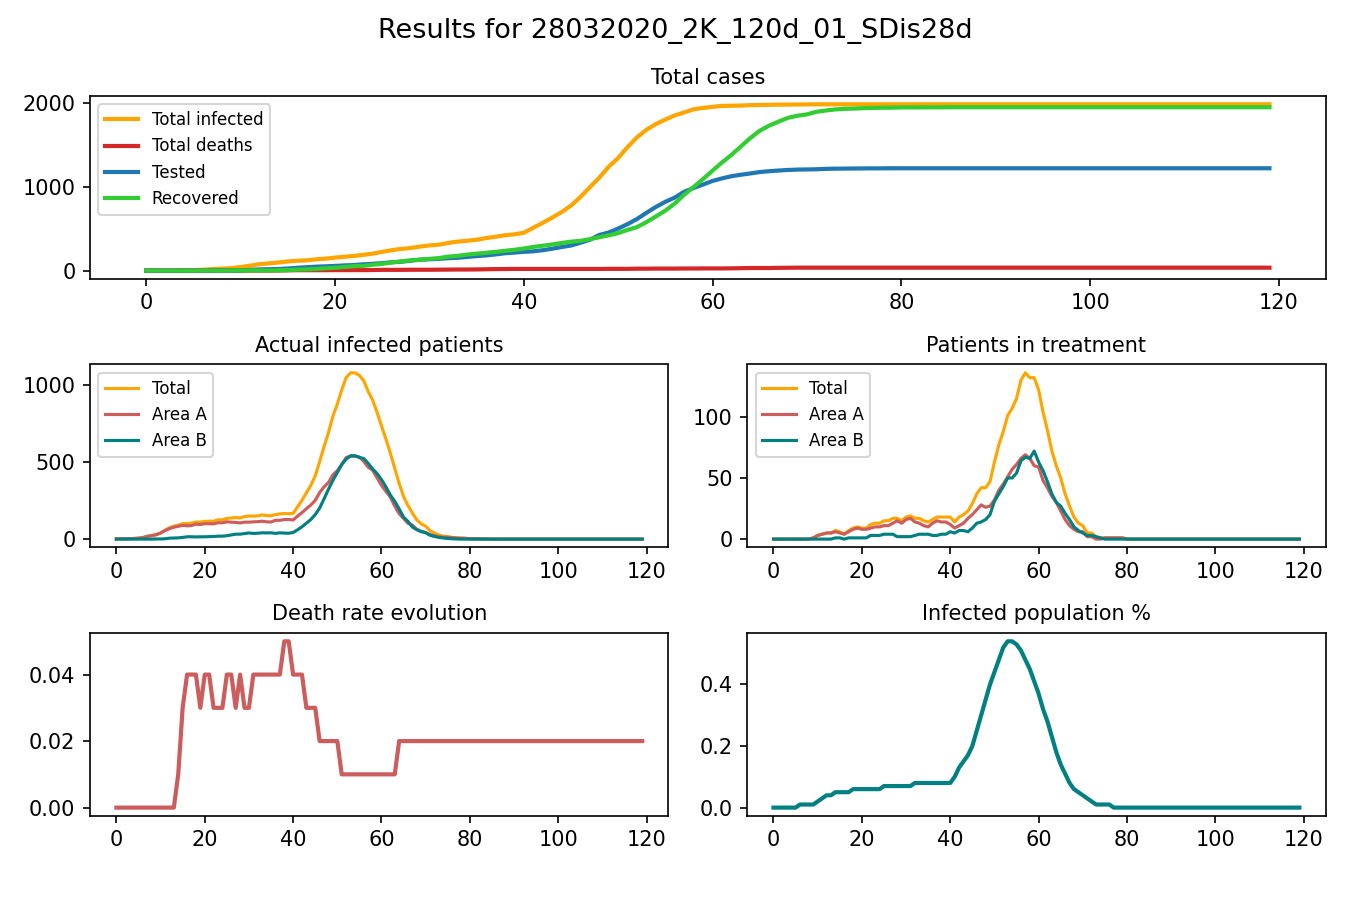 Results for 28032020_2K_120d_01_SDis28d
Total cases
2000
1000
0
Total infected
Total deaths
Tested
Recovered
0 20 40 60 80 100 120
Actual infected patients
1000
500
0
Total
Area A
Area B
0 20 40 60 80 100 120
Patients in treatment
100
50
0
Total
Area A
Area B
0 20 40 60 80 100 120
Death rate evolution
0.04
0.02
0.00
0 20 40 60 80 100 120
Infected population %
0.4
0.2
0.0
0 20 40 60 80 100 120